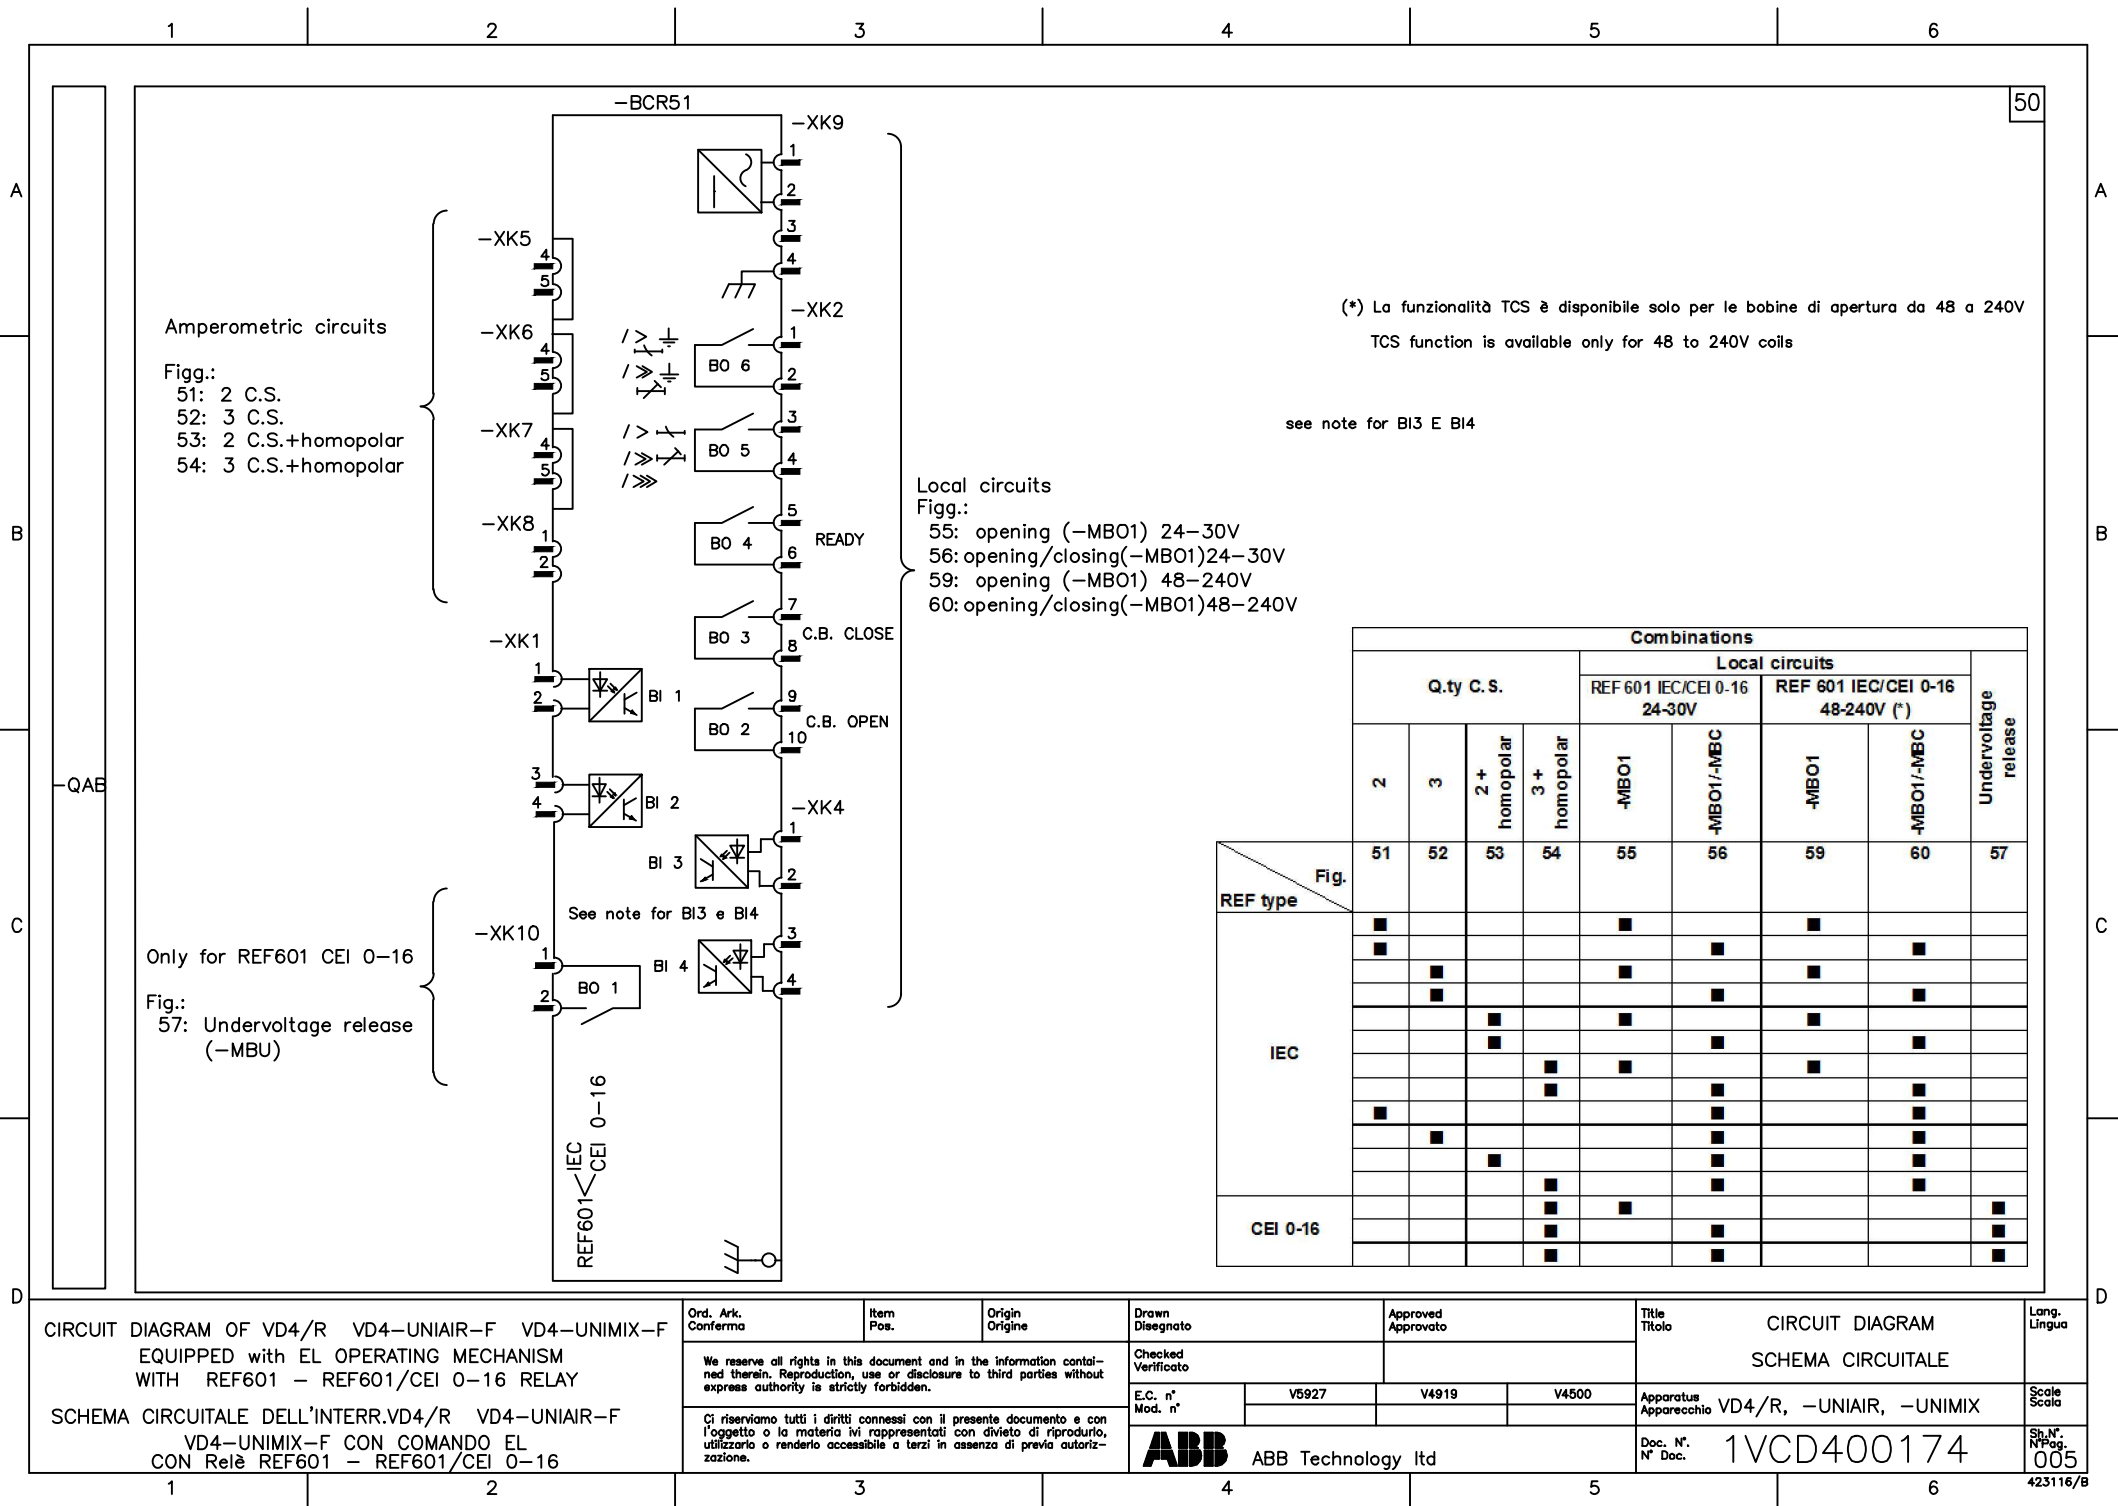 1 2 3 4 5 6
50
-BCR51
-XK9
1
2
3
4
-XK5
4
5
-XK6
4
5
-XK7
4
5
-XK8
1
2
Amperometric circuits
Figg.:
51: 2 C.S.
52: 3 C.S.
53: 2 C.S.+homopolar
54: 3 C.S.+homopolar
-XK2
1
BO 6
2
3
BO 5
4
5
BO 4 READY
6
7
BO 3 C.B. CLOSE
8
9
BO 2 C.B. OPEN
10
-XK1
1
BI 1
2
3
BI 2
4
-XK4
1
BI 3
2
See note for BI3 e BI4
3
BI 4
4
-XK10
1
BO 1
2
Only for REF601 CEI 0-16
Fig.:
57: Undervoltage release
(-MBU)
REF601
IEC
CEI 0-16
-QAB
Local circuits
Figg.:
55: opening (-MBO1) 24-30V
56: opening/closing(-MBO1)24-30V
59: opening (-MBO1) 48-240V
60: opening/closing(-MBO1)48-240V
(*) La funzionalità TCS è disponibile solo per le bobine di apertura da 48 a 240V
TCS function is available only for 48 to 240V coils
see note for BI3 E BI4
Combinations
Q.ty C.S.
Local circuits
REF 601 IEC/CEI 0-16
24-30V
REF 601 IEC/CEI 0-16
48-240V (*)
Undervoltage
release
2
3
2 +
homopolar
3 +
homopolar
-MBO1
-MBO1/-MBC
-MBO1
-MBO1/-MBC
Fig.
REF type
51 52 53 54 55 56 59 60 57
IEC
CEI 0-16
A
B
C
D
A
B
C
D
CIRCUIT DIAGRAM OF VD4/R VD4-UNIAIR-F VD4-UNIMIX-F
EQUIPPED with EL OPERATING MECHANISM
WITH REF601 - REF601/CEI 0-16 RELAY
SCHEMA CIRCUITALE DELL'INTERR.VD4/R VD4-UNIAIR-F
VD4-UNIMIX-F CON COMANDO EL
CON Relè REF601 - REF601/CEI 0-16
Ord. Ark.
Conferma
Item
Pos.
Origin
Origine
We reserve all rights in this document and in the information contai-
ned therein. Reproduction, use or disclosure to third parties without
express authority is strictly forbidden.
Ci riserviamo tutti i diritti connessi con il presente documento e con
l'oggetto o la materia ivi rappresentati con divieto di riprodurlo,
utilizzarlo o renderlo accessibile a terzi in assenza di previa autoriz-
zazione.
Drawn
Disegnato
Approved
Approvato
Checked
Verificato
E.C. n°
Mod. n°
V5927 V4919 V4500
ABB ABB Technology ltd
Title
Titolo
CIRCUIT DIAGRAM
SCHEMA CIRCUITALE
Lang.
Lingua
Apparatus
Apparecchio
VD4/R, -UNIAIR, -UNIMIX
Scale
Scala
Doc. N°.
N° Doc.
1VCD400174
Sh.N°.
N°Pag.
005
423116/B
1 2 3 4 5 6